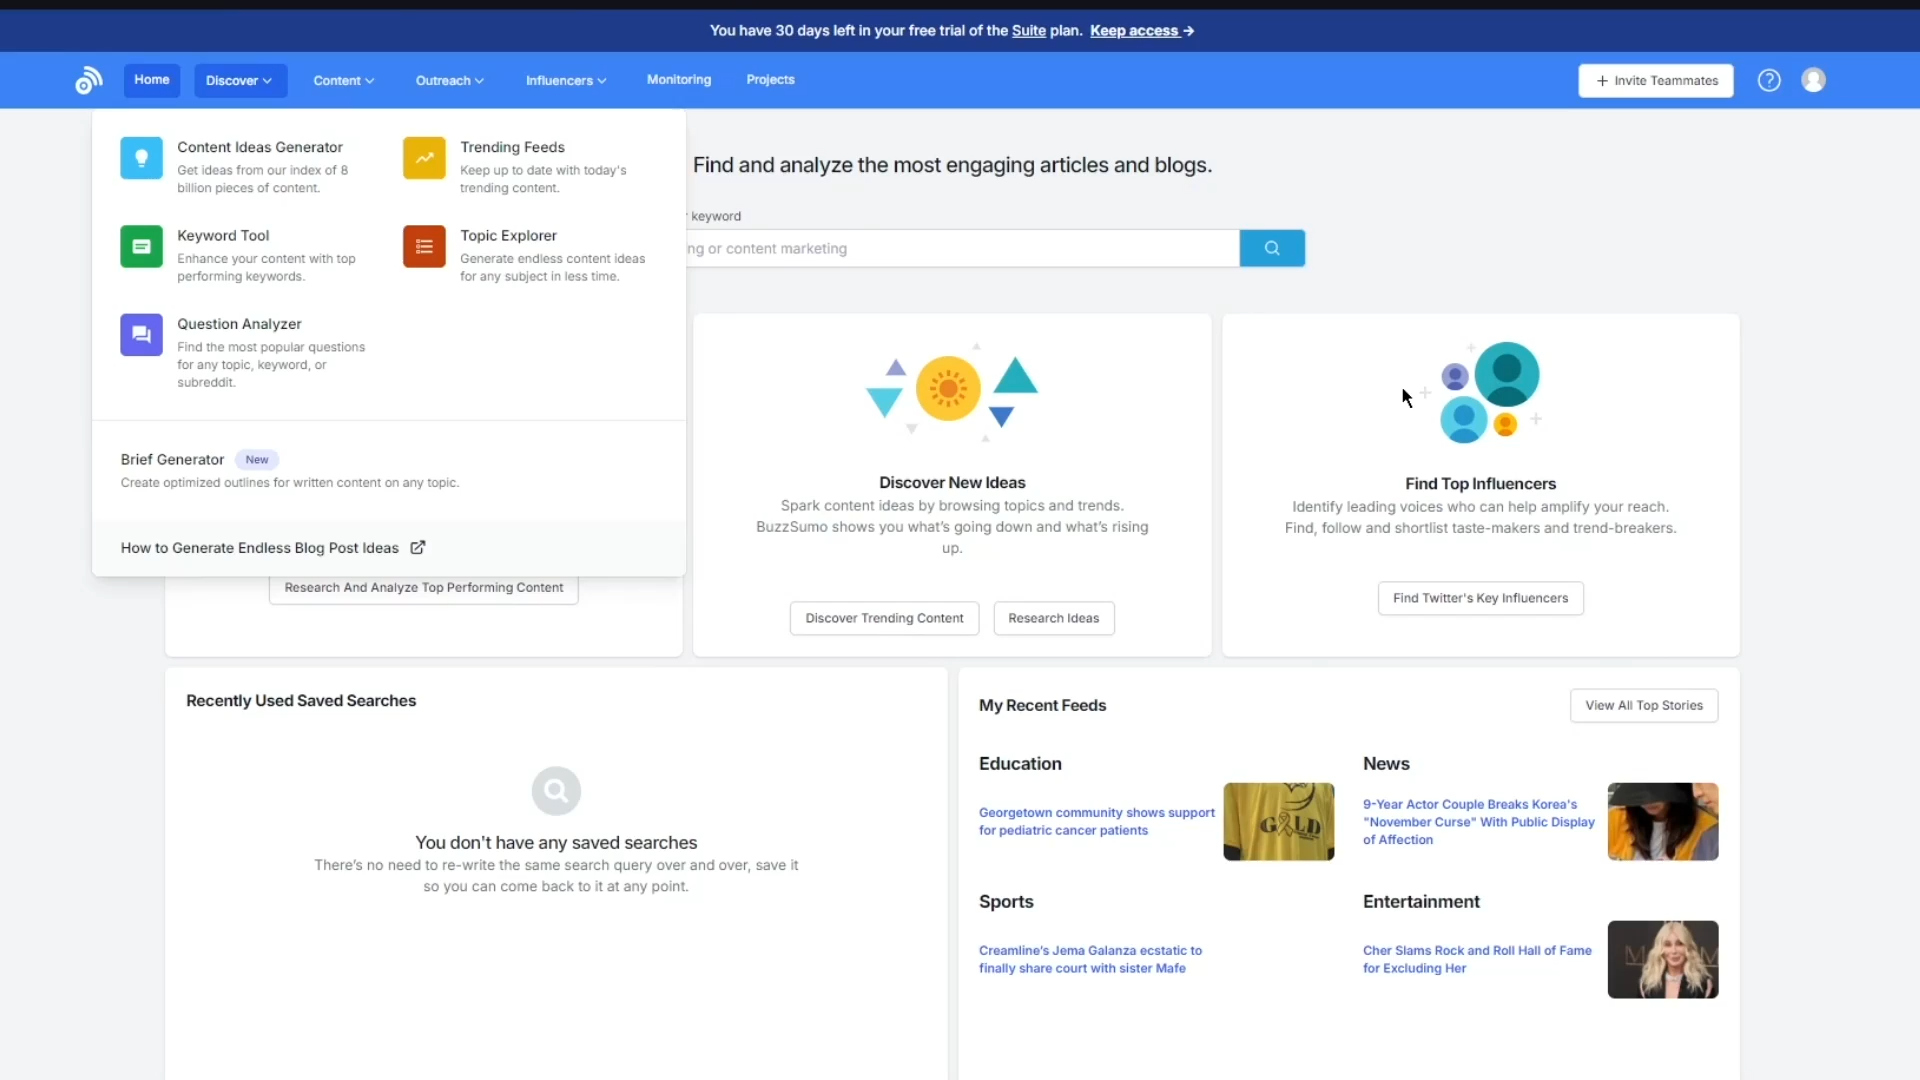 You have 30 days left in your free trial of the Suite plan. Keep access →
Home
Discover
Content
Outreach
Influencers
Monitoring
Projects
+ Invite Teammates
?
Content Ideas Generator
Get ideas from our index of 8
billion pieces of content.
Trending Feeds
Keep up to date with today's
trending content.
Keyword Tool
Enhance your content with top
performing keywords.
Topic Explorer
Generate endless content ideas
for any subject in less time.
Question Analyzer
Find the most popular questions
for any topic, keyword, or
subreddit.
Brief Generator New
Create optimized outlines for written content on any topic.
How to Generate Endless Blog Post Ideas
Find and analyze the most engaging articles and blogs.
keyword
ng or content marketing
Research And Analyze Top Performing Content
Discover New Ideas
Spark content ideas by browsing topics and trends.
BuzzSumo shows you what's going down and what's rising
up.
Discover Trending Content
Research Ideas
Find Top Influencers
Identify leading voices who can help amplify your reach.
Find, follow and shortlist taste-makers and trend-breakers.
Find Twitter's Key Influencers
Recently Used Saved Searches
You don't have any saved searches
There's no need to re-write the same search query over and over, save it
so you can come back to it at any point.
My Recent Feeds
View All Top Stories
Education
Georgetown community shows support
for pediatric cancer patients
GOLD
News
9-Year Actor Couple Breaks Korea's
"November Curse" With Public Display
of Affection
Sports
Creamline's Jema Galanza ecstatic to
finally share court with sister Mafe
Entertainment
Cher Slams Rock and Roll Hall of Fame
for Excluding Her